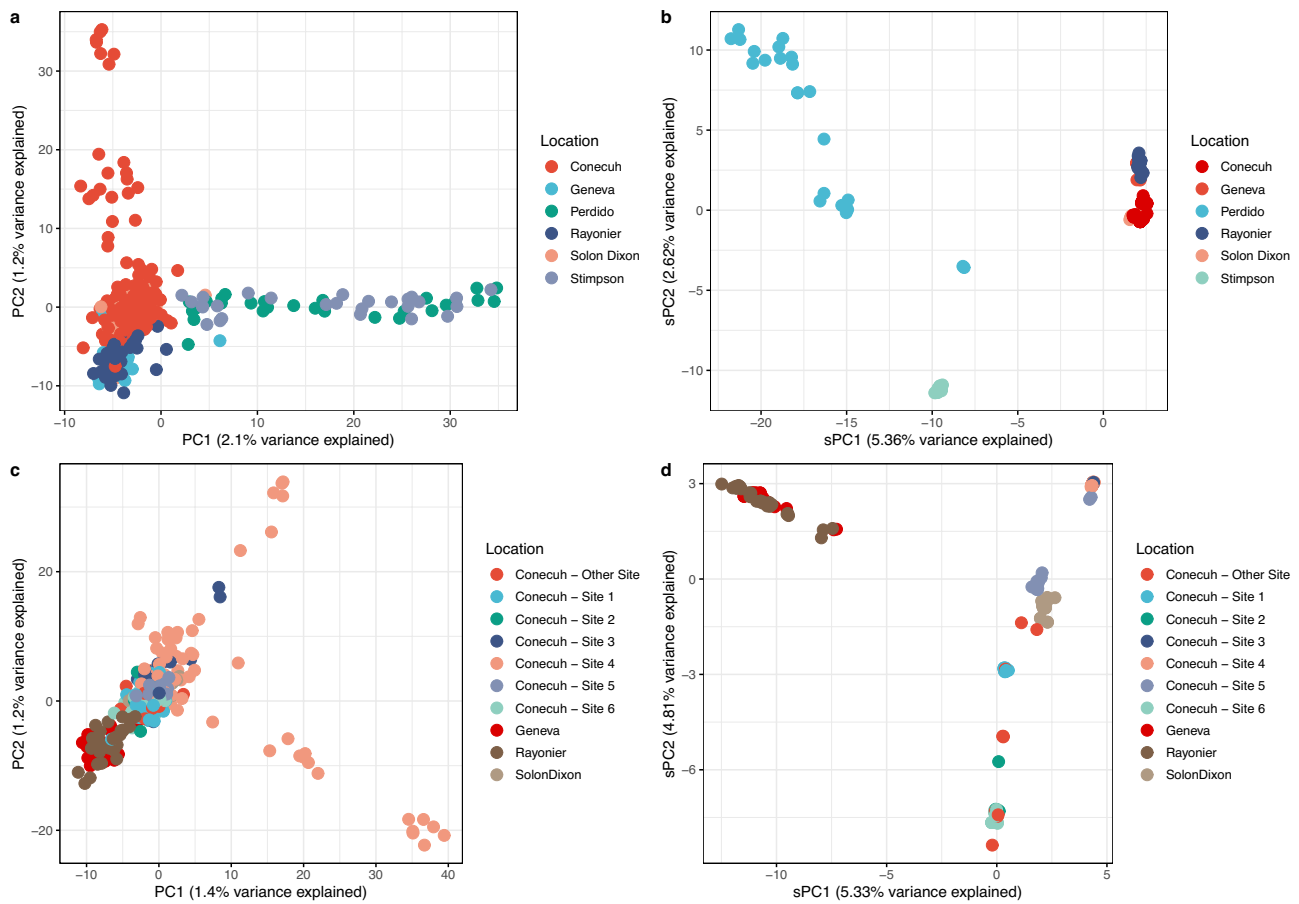 a
PC2 (1.2% variance explained)
30
20
10
0
−10
−10
0
10
20
30
PC1 (2.1% variance explained)
Location
Conecuh
Geneva
Perdido
Rayonier
Solon Dixon
Stimpson
b
sPC2 (2.62% variance explained)
10
5
0
−5
−10
−20
−15
−10
−5
0
sPC1 (5.36% variance explained)
Location
Conecuh
Geneva
Perdido
Rayonier
Solon Dixon
Stimpson
c
PC2 (1.2% variance explained)
20
0
−20
−10
0
10
20
30
40
PC1 (1.4% variance explained)
Location
Conecuh − Other Site
Conecuh − Site 1
Conecuh − Site 2
Conecuh − Site 3
Conecuh − Site 4
Conecuh − Site 5
Conecuh − Site 6
Geneva
Rayonier
SolonDixon
d
sPC2 (4.81% variance explained)
3
0
−3
−6
−10
−5
0
5
sPC1 (5.33% variance explained)
Location
Conecuh − Other Site
Conecuh − Site 1
Conecuh − Site 2
Conecuh − Site 3
Conecuh − Site 4
Conecuh − Site 5
Conecuh − Site 6
Geneva
Rayonier
SolonDixon